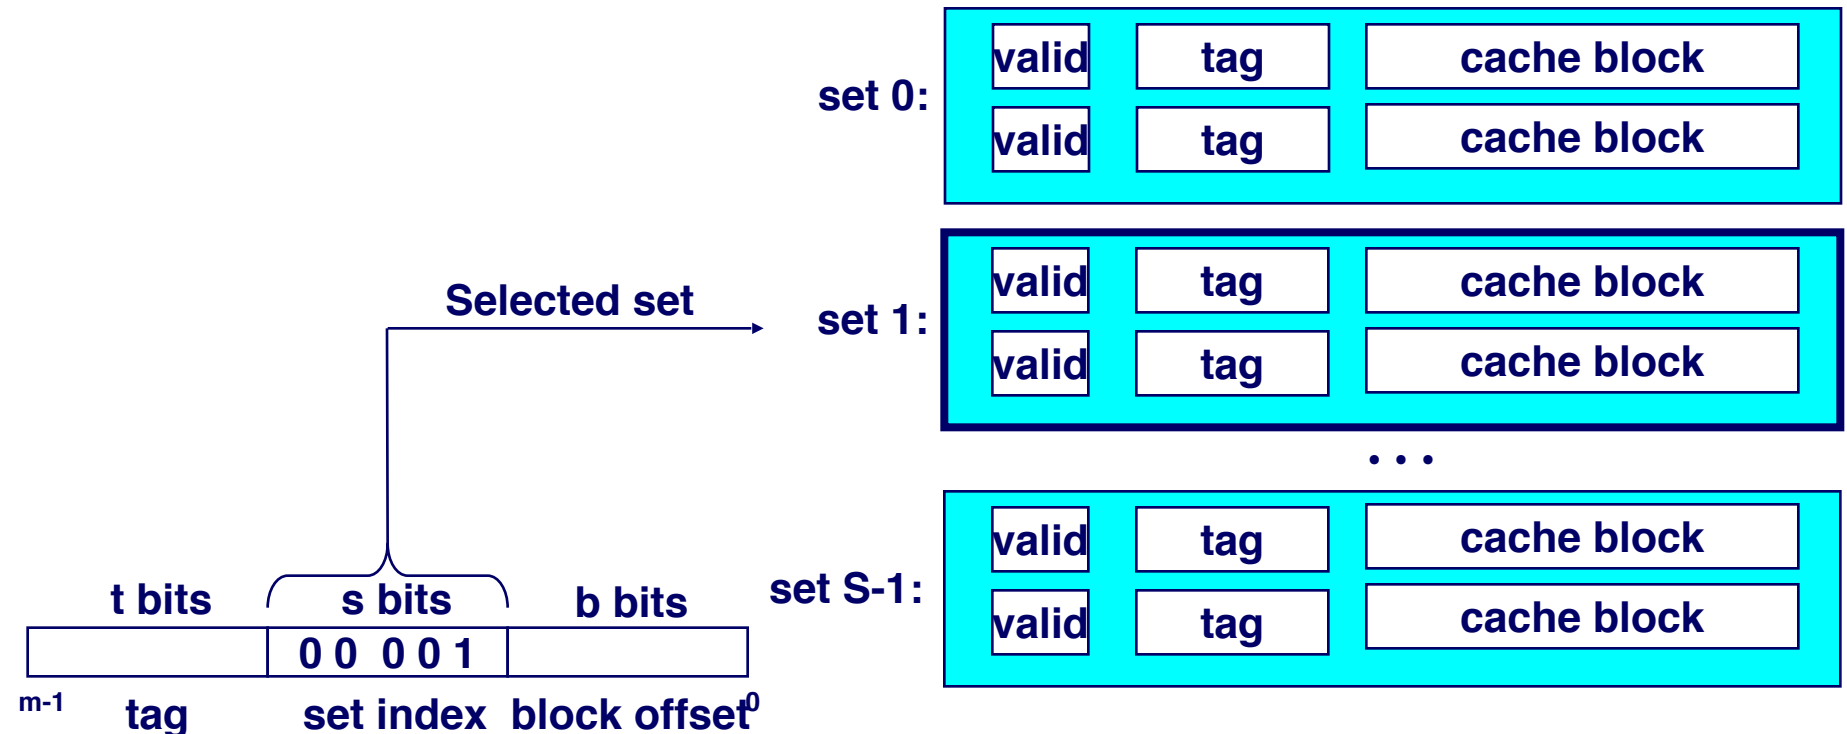 valid tag cache block
set 0:
valid tag cache block
valid tag cache block
Selected set
set 1:
valid tag cache block
. . .
valid tag cache block
t bits s bits b bits
set S-1:
valid tag cache block
0 0 0 0 1
m-1 0
tag set index block offset